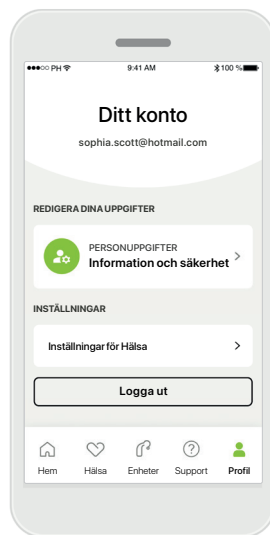 ●●●○○ PH 9:41 AM 100 %
Ditt konto
sophia.scott@hotmail.com
REDIGERA DINA UPPGIFTER
PERSONUPPGIFTER
Information och säkerhet
INSTÄLLNINGAR
Inställningar för Hälsa
Logga ut
Hem Hälsa Enheter Support Profil